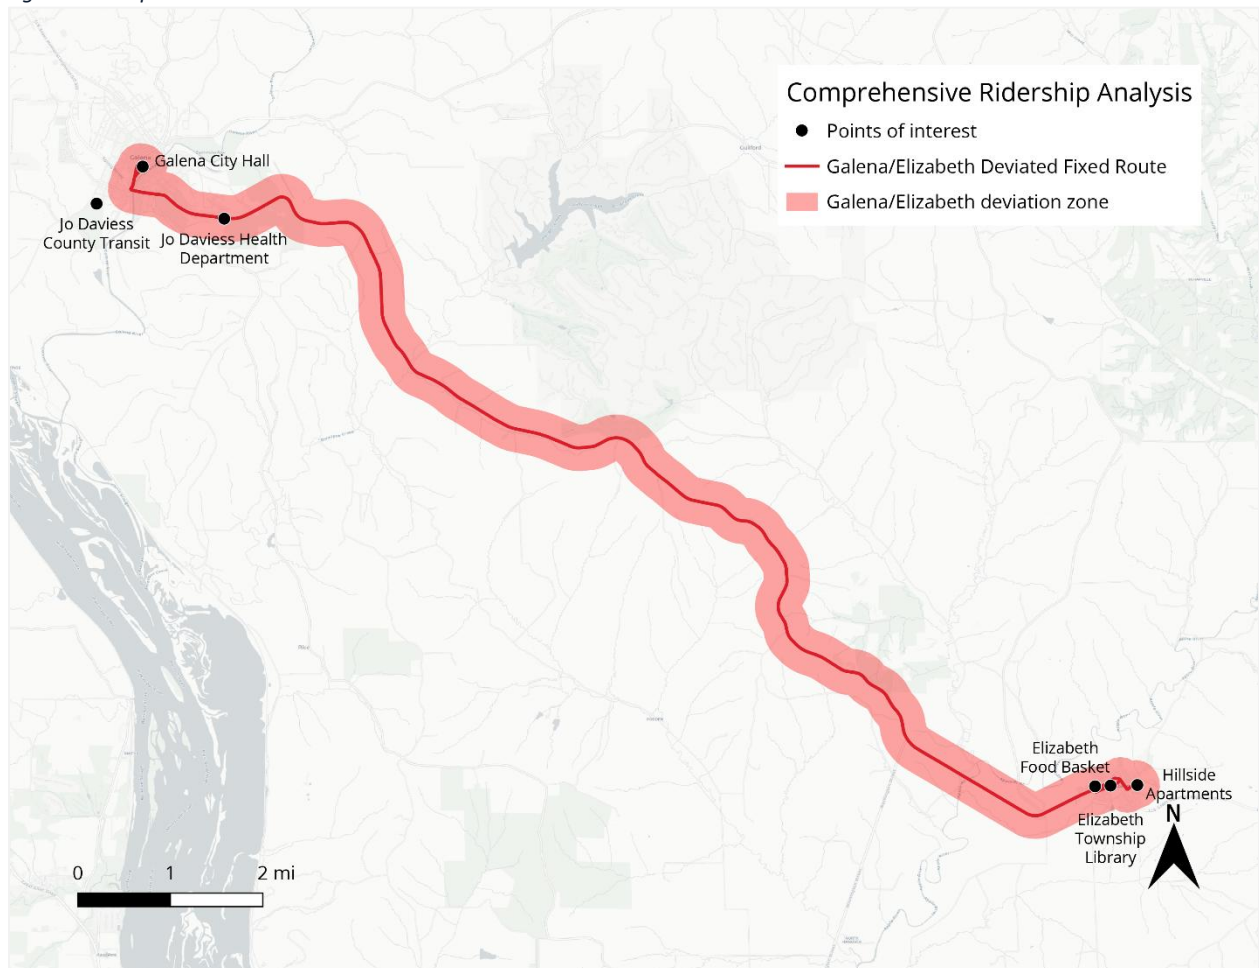 Comprehensive Ridership Analysis
Points of interest
Galena/Elizabeth Deviated Fixed Route
Galena/Elizabeth deviation zone
Galena City Hall
Jo Daviess
County Transit
Jo Daviess Health
Department
Guilford
Elizabeth
Food Basket
Hillside
Apartments
Elizabeth
Township
Library
N
0 1 2 mi